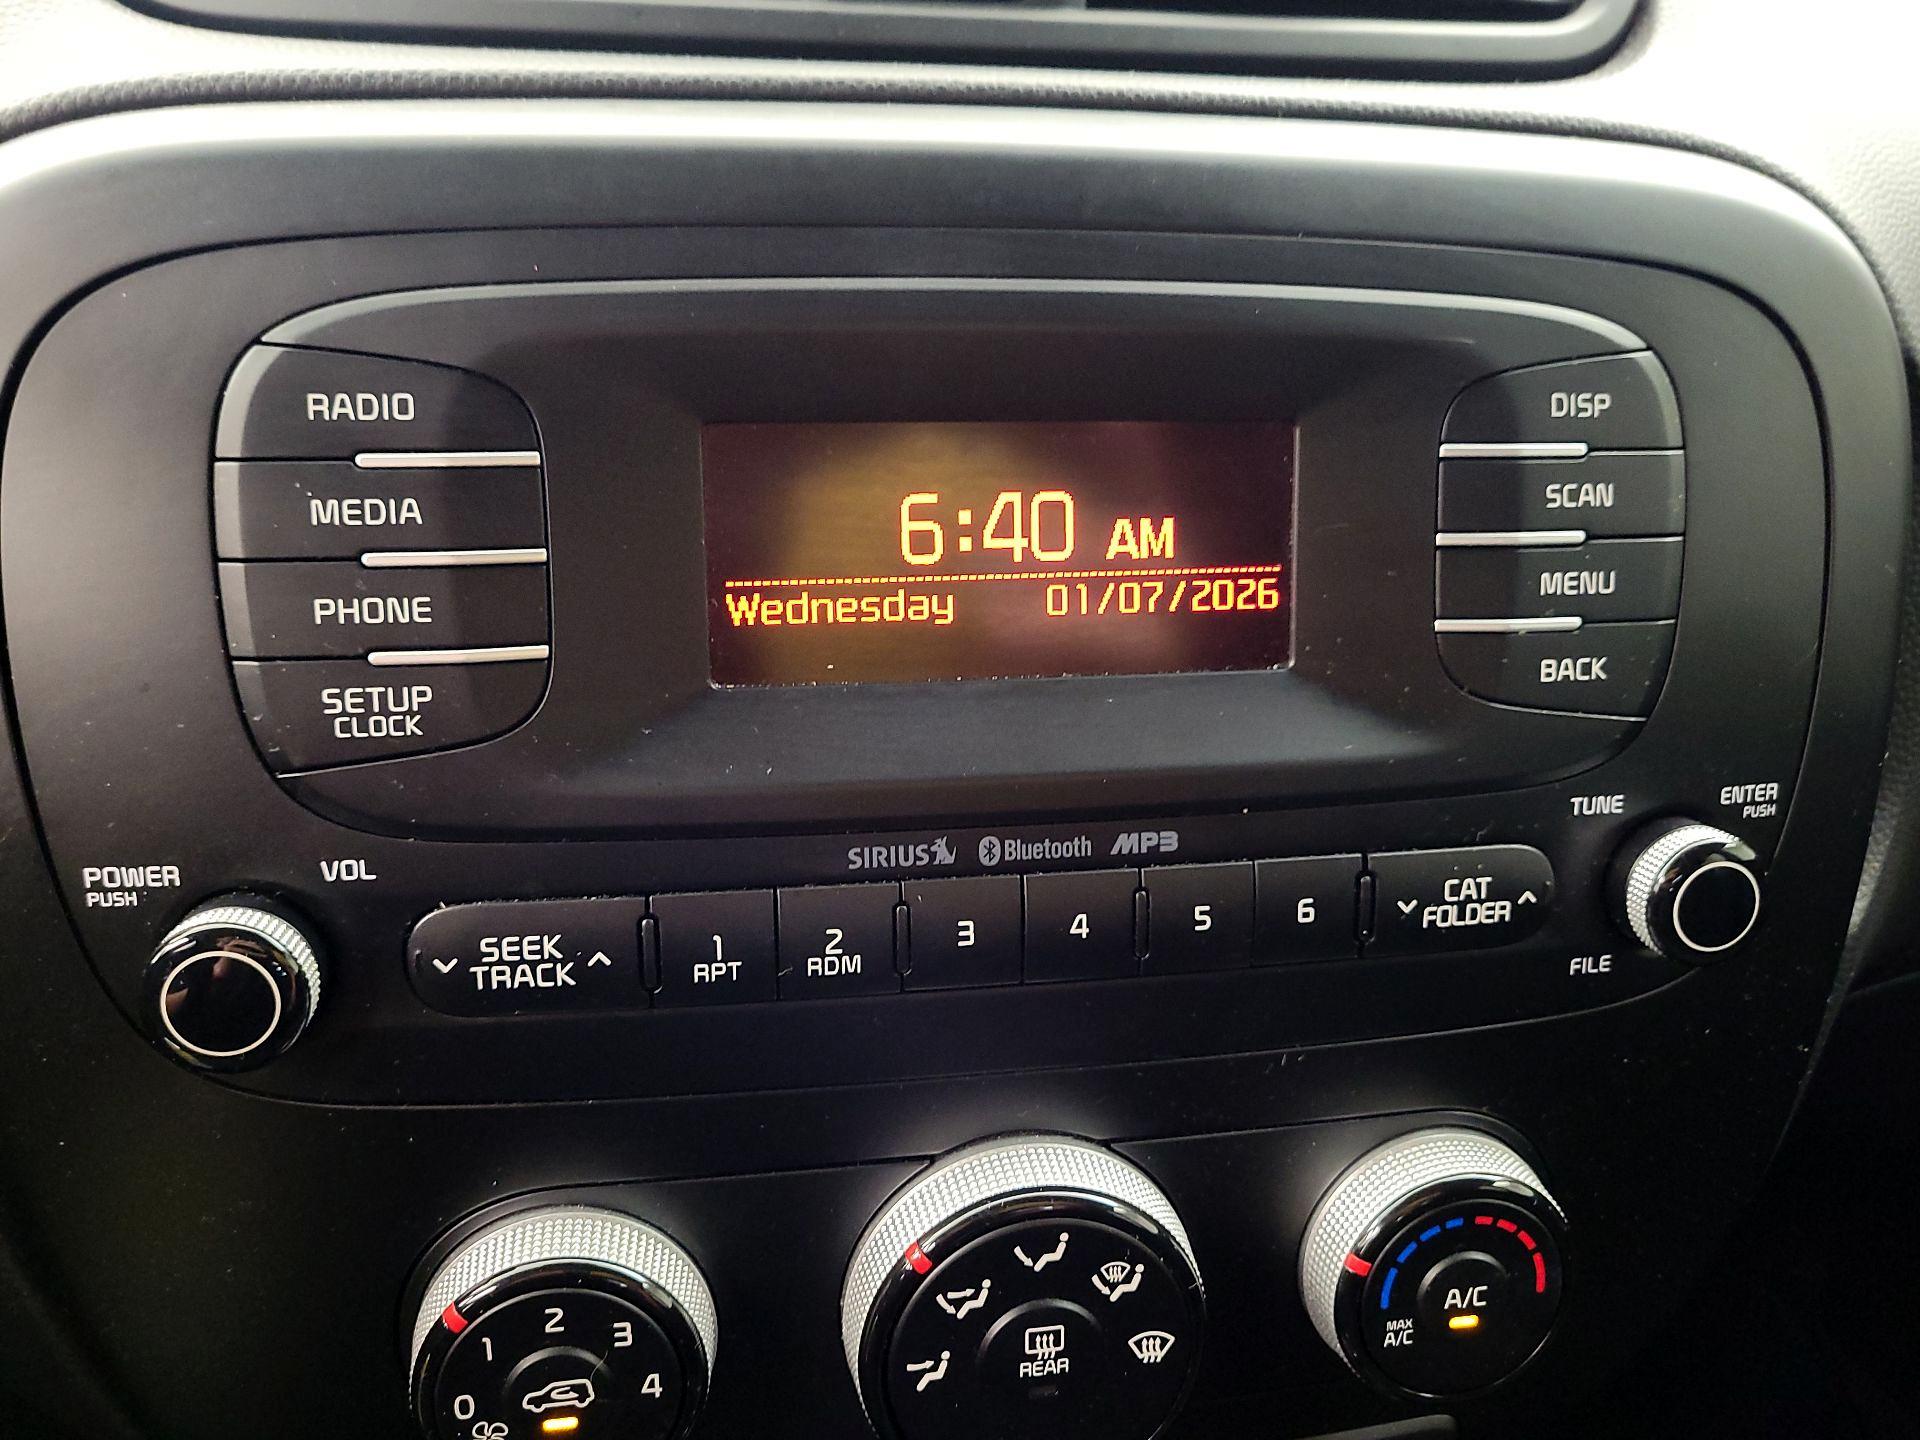 RADIO
MEDIA
PHONE
SETUP
CLOCK
6:40 AM
Wednesday 01/07/2026
DISP
SCAN
MENU
BACK
POWER
PUSH
VOL
SIRIUS Bluetooth MP3
TUNE
ENTER
PUSH
FILE
SEEK
TRACK
1
RPT
2
RDM
3
4
5
6
CAT
FOLDER
0
1
2
3
4
REAR
A/C
MAX
A/C